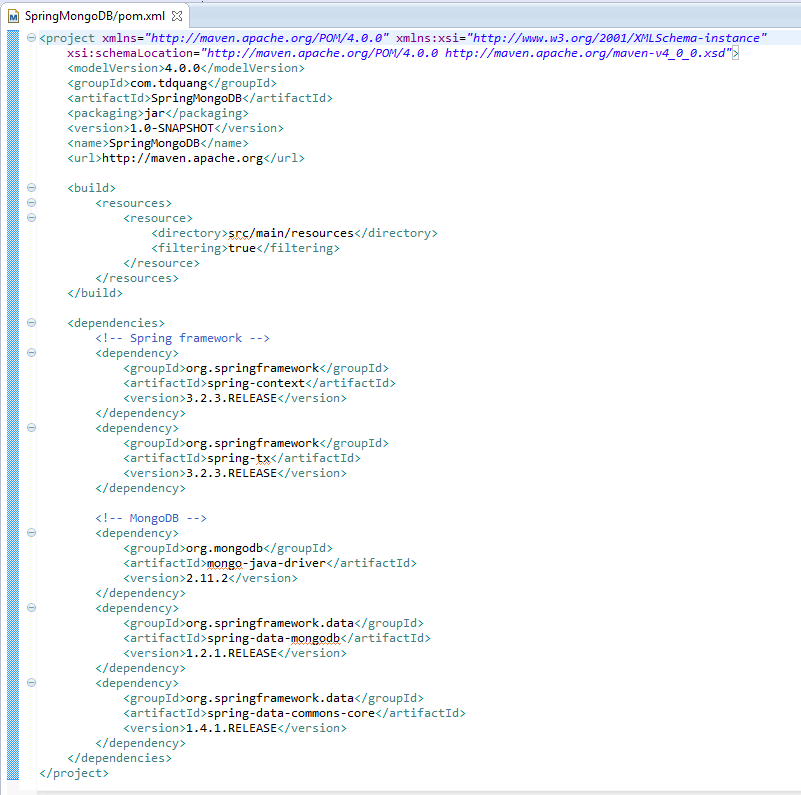 SpringMongoDB/pom.xml
<project xmlns="http://maven.apache.org/POM/4.0.0" xmlns:xsi="http://www.w3.org/2001/XMLSchema-instance"
    xsi:schemaLocation="http://maven.apache.org/POM/4.0.0 http://maven.apache.org/maven-v4_0_0.xsd">
    <modelVersion>4.0.0</modelVersion>
    <groupId>com.tdquang</groupId>
    <artifactId>SpringMongoDB</artifactId>
    <packaging>jar</packaging>
    <version>1.0-SNAPSHOT</version>
    <name>SpringMongoDB</name>
    <url>http://maven.apache.org</url>
    <build>
        <resources>
            <resource>
                <directory>src/main/resources</directory>
                <filtering>true</filtering>
            </resource>
        </resources>
    </build>
    <dependencies>
        <!-- Spring framework -->
        <dependency>
            <groupId>org.springframework</groupId>
            <artifactId>spring-context</artifactId>
            <version>3.2.3.RELEASE</version>
        </dependency>
        <dependency>
            <groupId>org.springframework</groupId>
            <artifactId>spring-tx</artifactId>
            <version>3.2.3.RELEASE</version>
        </dependency>
        <!-- MongoDB -->
        <dependency>
            <groupId>org.mongodb</groupId>
            <artifactId>mongo-java-driver</artifactId>
            <version>2.11.2</version>
        </dependency>
        <dependency>
            <groupId>org.springframework.data</groupId>
            <artifactId>spring-data-mongodb</artifactId>
            <version>1.2.1.RELEASE</version>
        </dependency>
        <dependency>
            <groupId>org.springframework.data</groupId>
            <artifactId>spring-data-commons-core</artifactId>
            <version>1.4.1.RELEASE</version>
        </dependency>
    </dependencies>
</project>